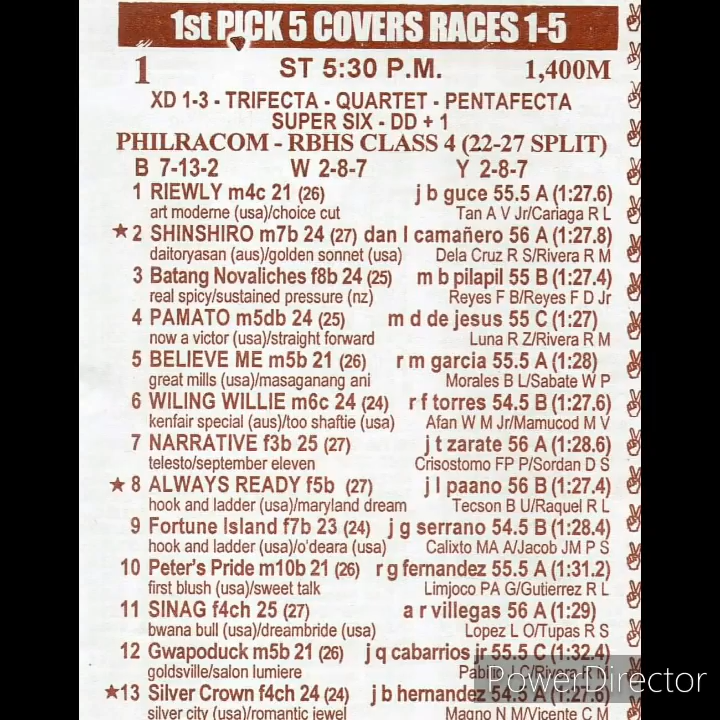 1st PICK 5 COVERS RACES 1-5
1 ST 5:30 P.M. 1,400M
XD 1-3 - TRIFECTA - QUARTET - PENTAFECTA
SUPER SIX - DD + 1
PHILRACOM - RBHS CLASS 4 (22-27 SPLIT)
B 7-13-2 W 2-8-7 Y 2-8-7
1 RIEWLY m4c 21 (26) j b guce 55.5 A (1:27.6)
art moderne (usa)/choice cut Tan A V Jr/Cariaga R L
★2 SHINSHIRO m7b 24 (27) dan l camañero 56 A (1:27.8)
daitoryasan (aus)/golden sonnet (usa) Dela Cruz R S/Rivera R M
3 Batang Novaliches f8b 24 (25) m b pilapil 55 B (1:27.4)
real spicy/sustained pressure (nz) Reyes F B/Reyes F D Jr
4 PAMATO m5db 24 (25) m d de jesus 55 C (1:27)
now a victor (usa)/straight forward Luna R Z/Rivera R M
5 BELIEVE ME m5b 21 (26) r m garcia 55.5 A (1:28)
great mills (usa)/masaganang ani Morales B L/Sabate W P
6 WILING WILLIE m6c 24 (24) r f torres 54.5 B (1:27.6)
kenfair special (aus)/too shaftie (usa) Afan W M Jr/Mamucod M V
7 NARRATIVE f3b 25 (27) j t zarate 56 A (1:28.6)
telesto/september eleven Crisostomo FP P/Sordan D S
★8 ALWAYS READY f5b (27) j l paano 56 B (1:27.4)
hook and ladder (usa)/maryland dream Tecson B U/Raquel R L
9 Fortune Island f7b 23 (24) j g serrano 54.5 B (1:28.4)
hook and ladder (usa)/o'deara (usa) Calixto MA A/Jacob JM P S
10 Peter's Pride m10b 21 (26) r g fernandez 55.5 A (1:31.2)
first blush (usa)/sweet talk Limjoco PA G/Gutierrez R L
11 SINAG f4ch 25 (27) a r villegas 56 A (1:29)
bwana bull (usa)/dreambride (usa) Lopez L O/Tupas R S
12 Gwapoduck m5b 21 (26) j q cabarrios jr 55.5 C (1:32.4)
goldsville/salon lumiere
PowerDirector
★13 Silver Crown f4ch 24 (24) j b hernandez
silver city (usa)/romantic jewel Magno N M/Vicente C M